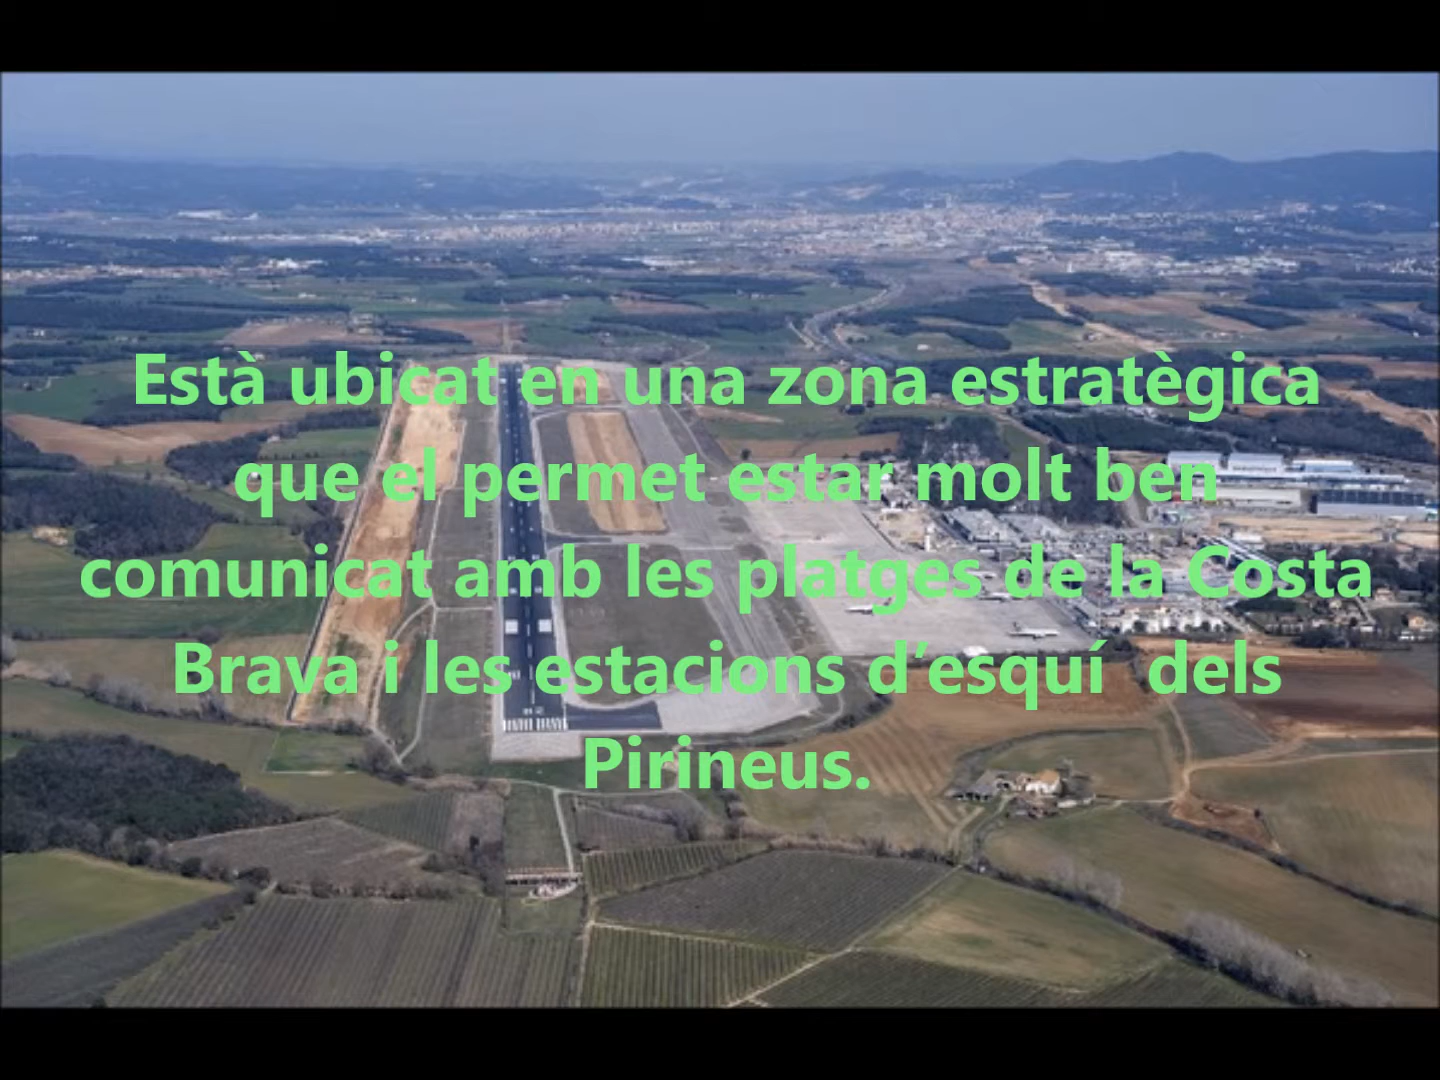 Està ubicat en una zona estratègica
que el permet estar molt ben
comunicat amb les platges de la Costa
Brava i les estacions d’esquí  dels
Pirineus.